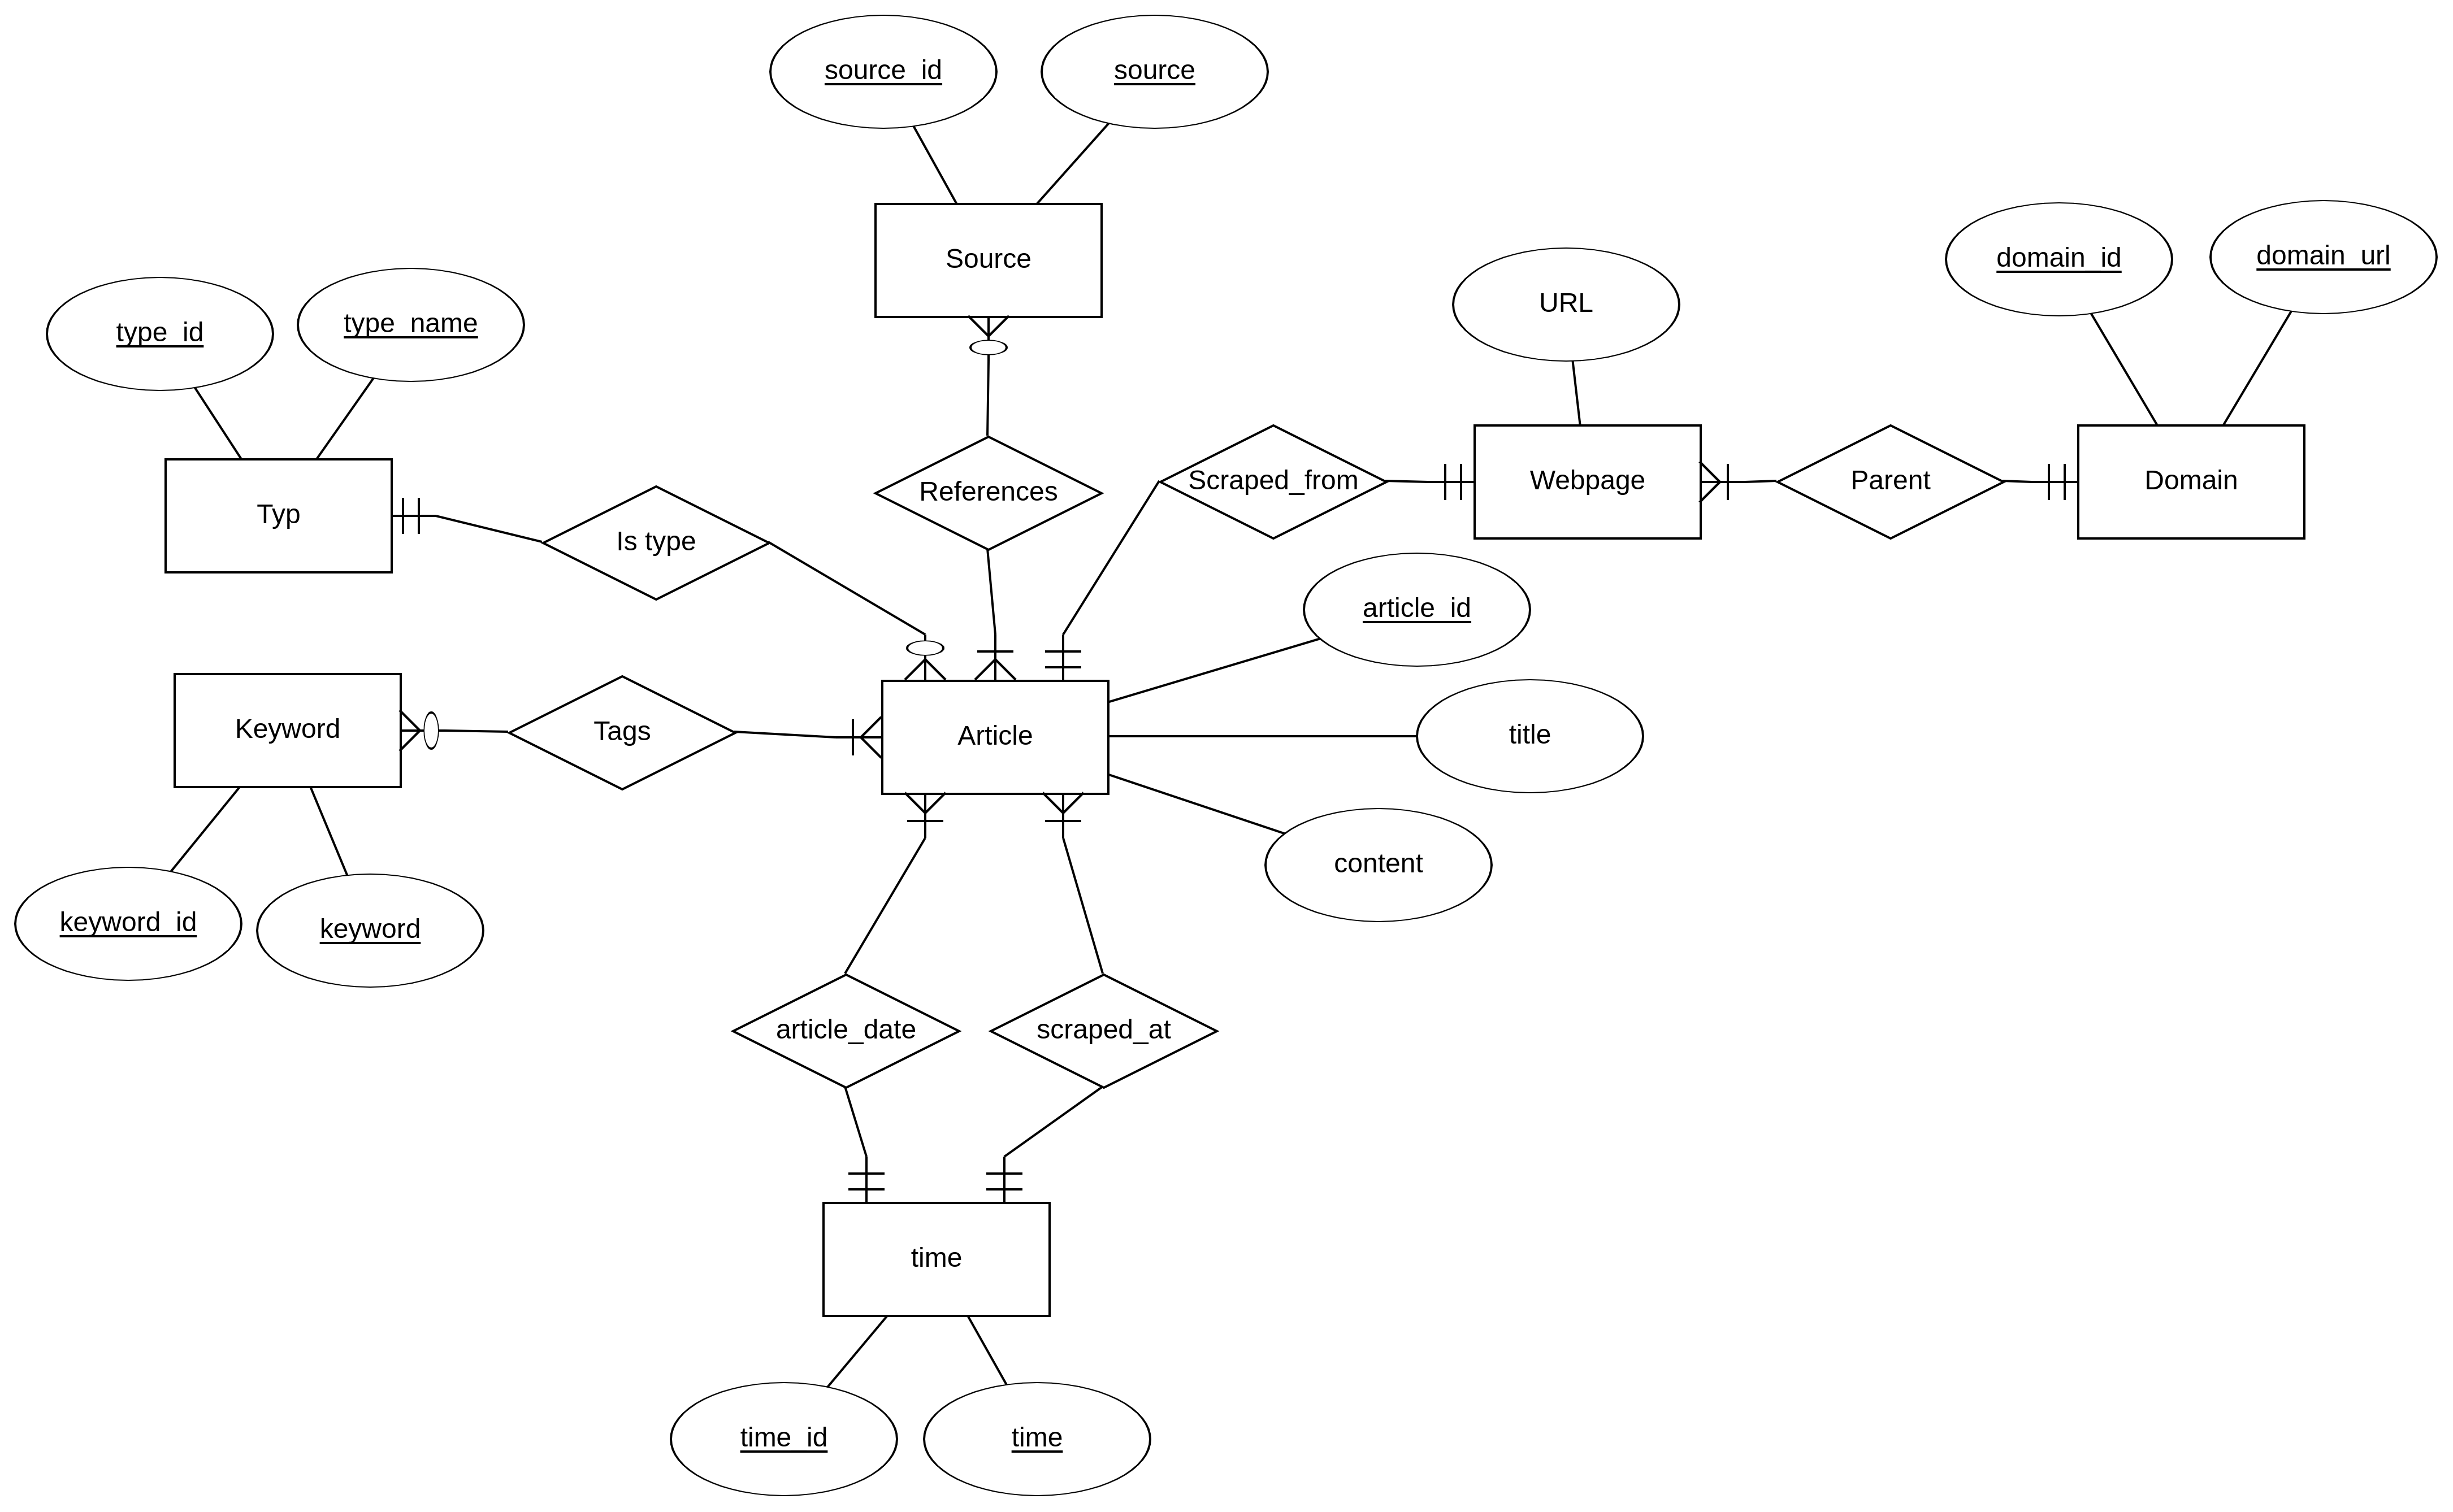 source_id
source
Source
type_id
type_name
URL
domain_id
domain_url
Typ
Is type
References
Scraped_from
Webpage
Parent
Domain
article_id
Keyword
Tags
Article
title
content
keyword_id
keyword
article_date
scraped_at
time
time_id
time